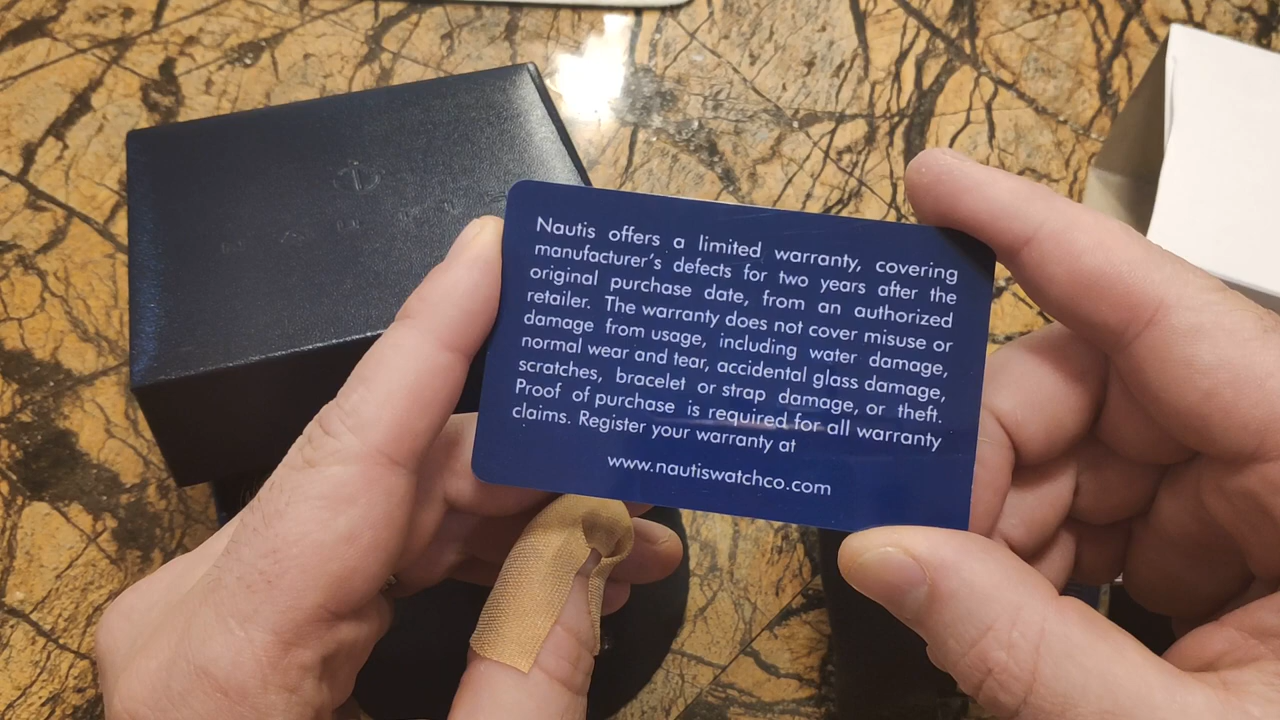 Nautis offers a limited warranty, covering
manufacturer's defects for two years after the
original purchase date, from an authorized
retailer. The warranty does not cover misuse or
damage from usage, including water damage,
normal wear and tear, accidental glass damage,
scratches, bracelet or strap damage, or theft.
Proof of purchase is required for all warranty
claims. Register your warranty at
www.nautiswatchco.com